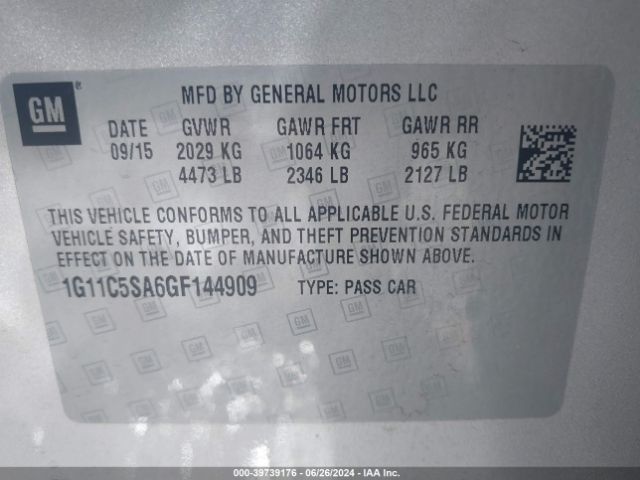 GM
®
MFD BY GENERAL MOTORS LLC
DATE GVWR GAWR FRT GAWR RR
09/15 2029 KG 1064 KG 965 KG
4473 LB 2346 LB 2127 LB
THIS VEHICLE CONFORMS TO ALL APPLICABLE U.S. FEDERAL MOTOR
VEHICLE SAFETY, BUMPER, AND THEFT PREVENTION STANDARDS IN
EFFECT ON THE DATE OF MANUFACTURE SHOWN ABOVE.
1G11C5SA6GF144909 TYPE: PASS CAR
000-39739176 - 06/26/2024 - IAA Inc.